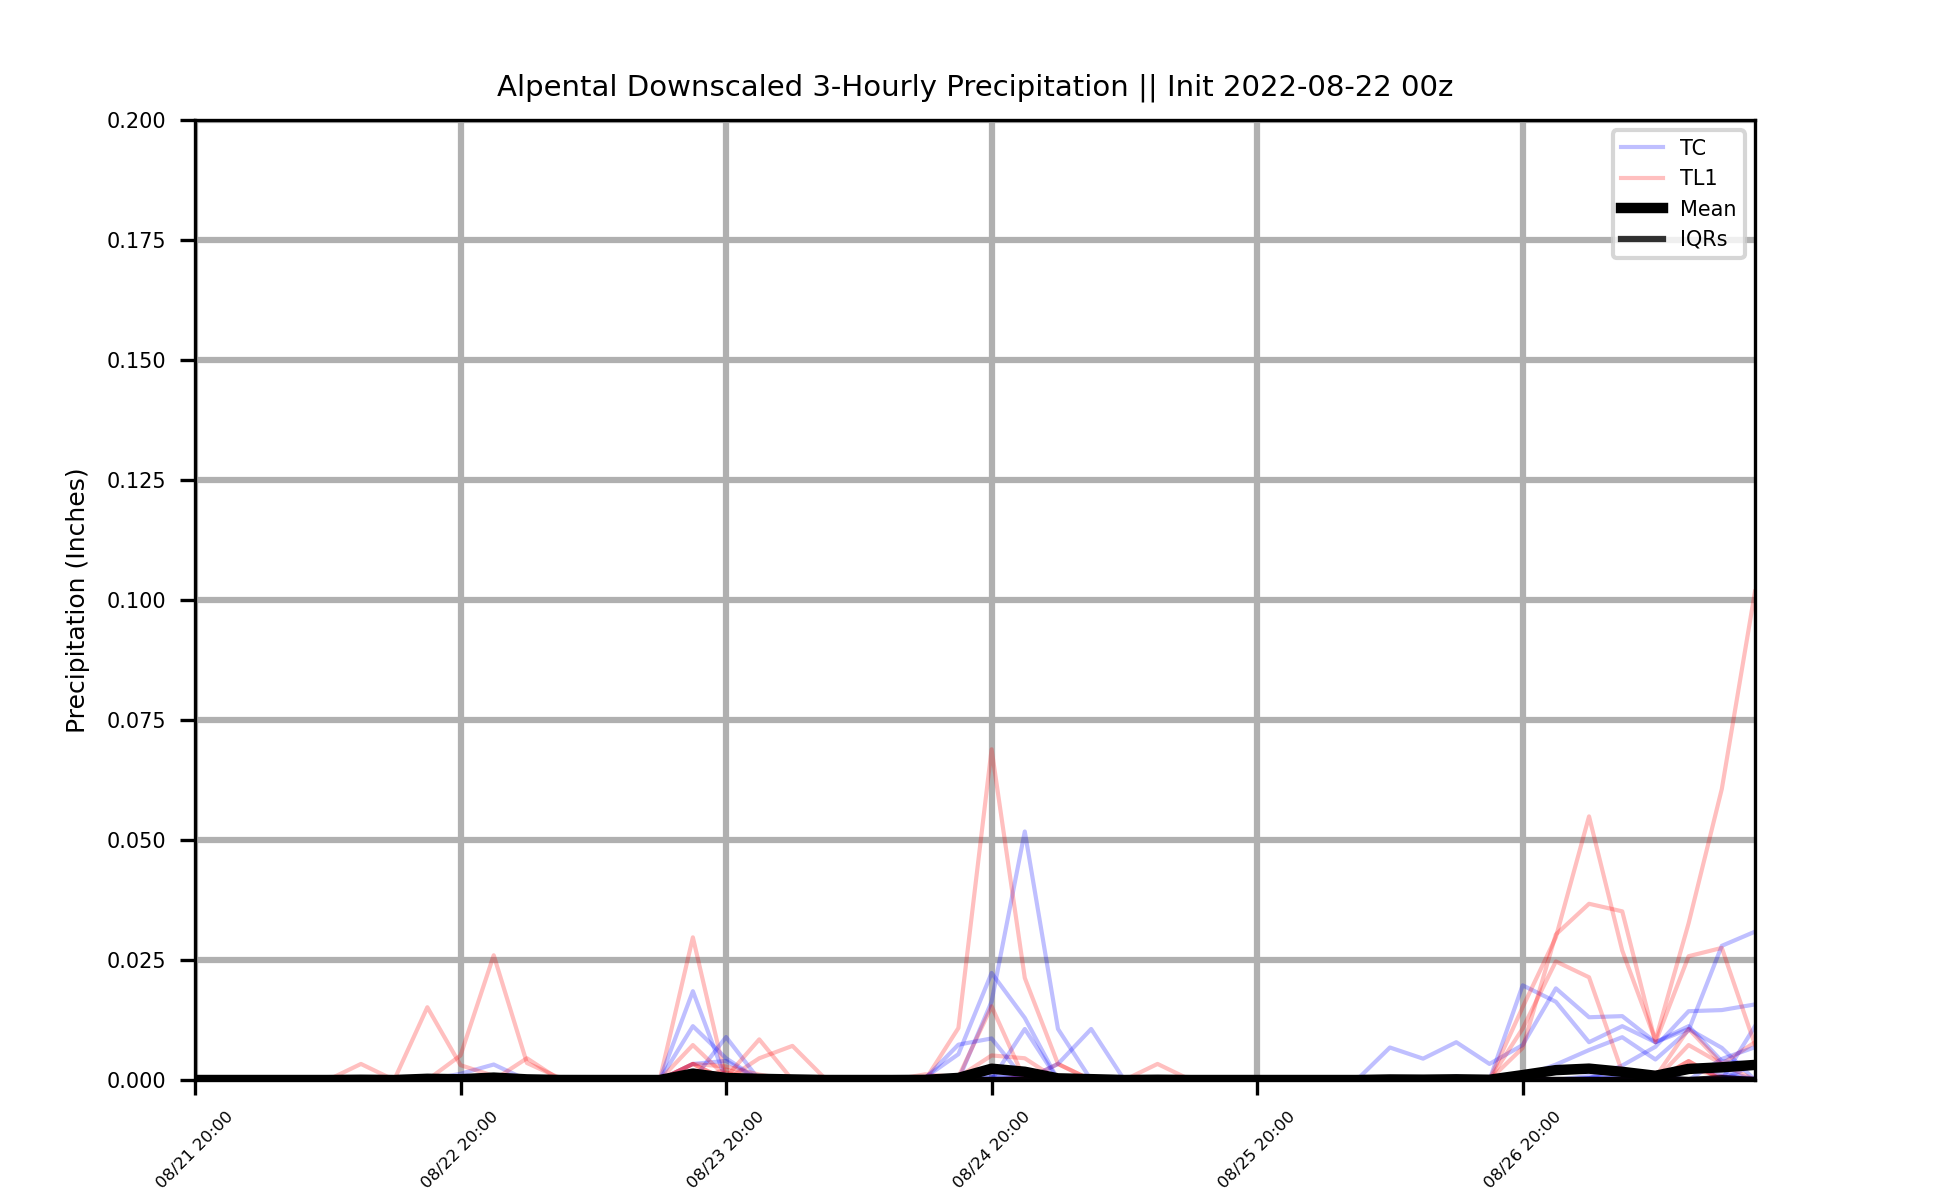 Alpental Downscaled 3-Hourly Precipitation || Init 2022-08-22 00z
TC
TL1
Mean
IQRs
Precipitation (Inches)
0.200
0.175
0.150
0.125
0.100
0.075
0.050
0.025
0.000
08/21 20:00
08/22 20:00
08/23 20:00
08/24 20:00
08/25 20:00
08/26 20:00